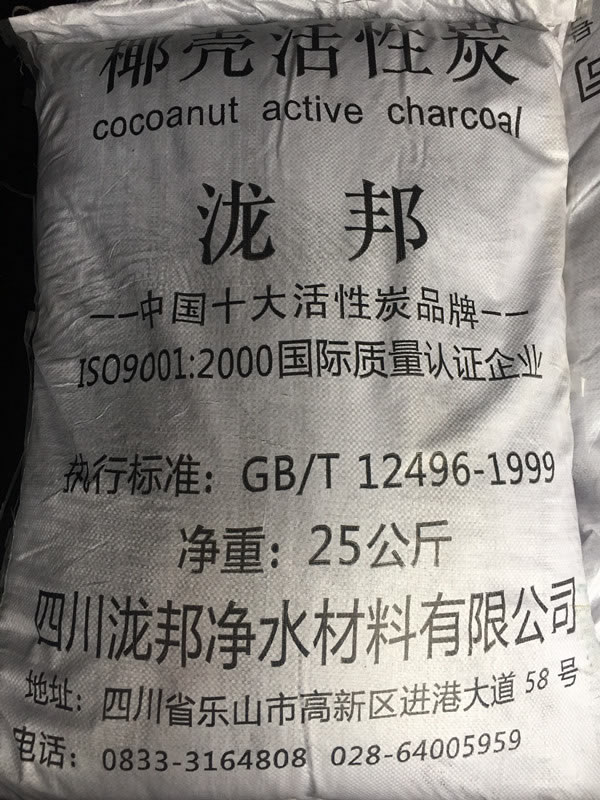 椰壳活性炭
cocoanut active charcoal
泷邦
——中国十大活性炭品牌——
ISO9001:2000国际质量认证企业
执行标准：GB/T 12496-1999
净重：25公斤
四川泷邦净水材料有限公司
地址：四川省乐山市高新区进港大道 58 号
电话：0833-3164808 028-64005959